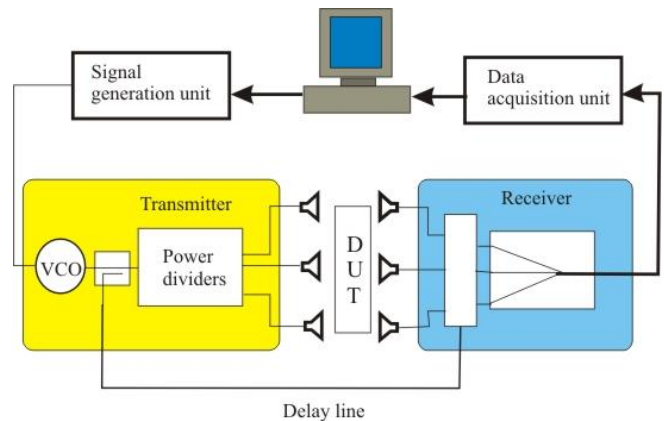 Signal
generation unit
Data
acquisition unit
Transmitter
Receiver
VCO
Power
dividers
D
U
T
Delay line